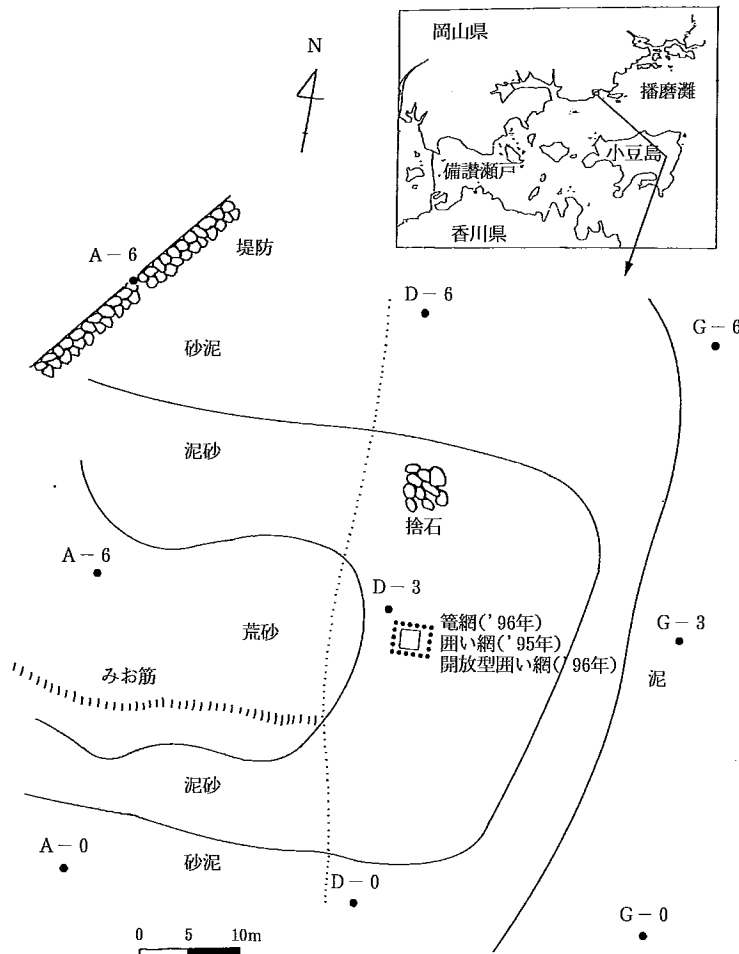 N
岡山県
播磨灘
小豆島
備讃瀬戸
香川県
A-6
堤防
D-6
G-6
砂泥
泥砂
捨石
A-6
D-3
荒砂
篭網('96年)
囲い網('95年)
開放型囲い網('96年)
G-3
みお筋
泥
泥砂
A-0
砂泥
D-0
G-0
0 5 10m